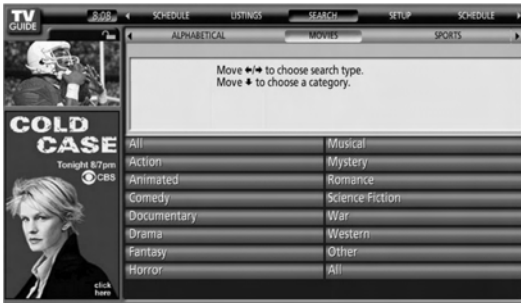 TV
GUIDE
8:08
SCHEDULE LISTINGS SEARCH SETUP SCHEDULE
ALPHABETICAL MOVIES SPORTS
Move ←/→ to choose search type.
Move ↓ to choose a category.
COLD
CASE
Tonight 8/7pm
CBS
click
here
All
Action
Animated
Comedy
Documentary
Drama
Fantasy
Horror
Musical
Mystery
Romance
Science Fiction
War
Western
Other
All